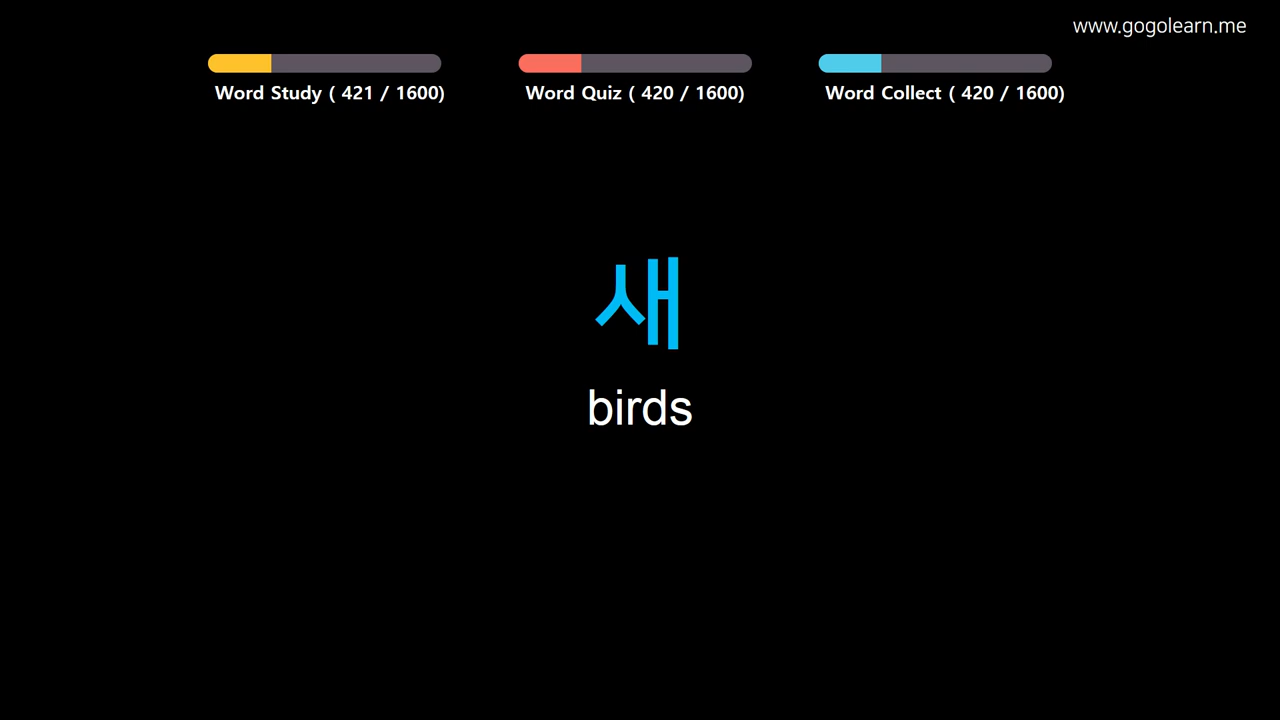 www.gogolearn.me
Word Study ( 421 / 1600)
Word Quiz ( 420 / 1600)
Word Collect ( 420 / 1600)
새
birds